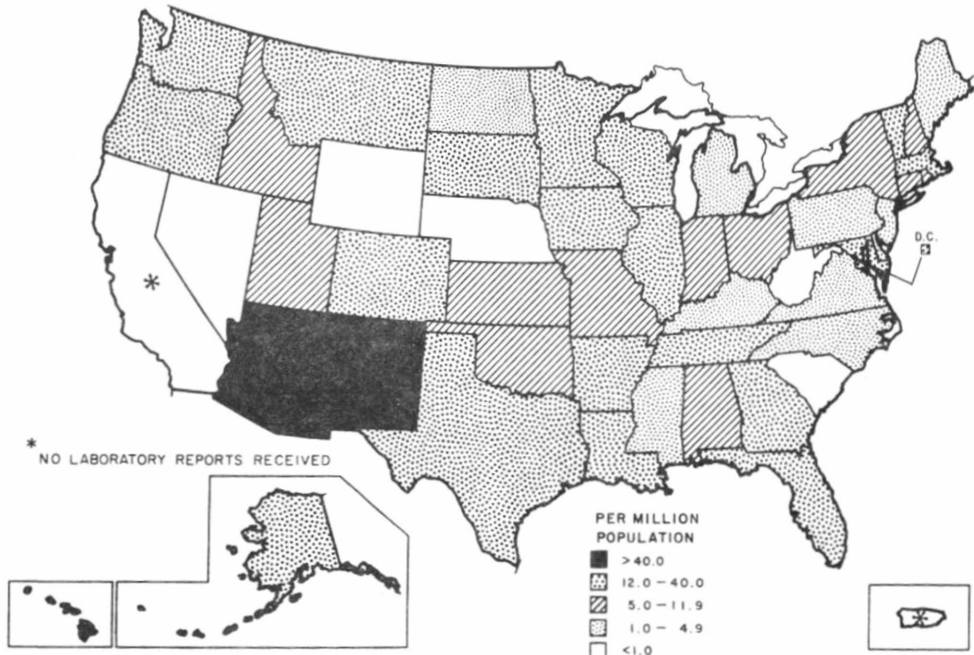 D.C.
*
*
NO LABORATORY REPORTS RECEIVED
PER MILLION
POPULATION
>40.0
12.0-40.0
5.0-11.9
1.0- 4.9
<1.0
*